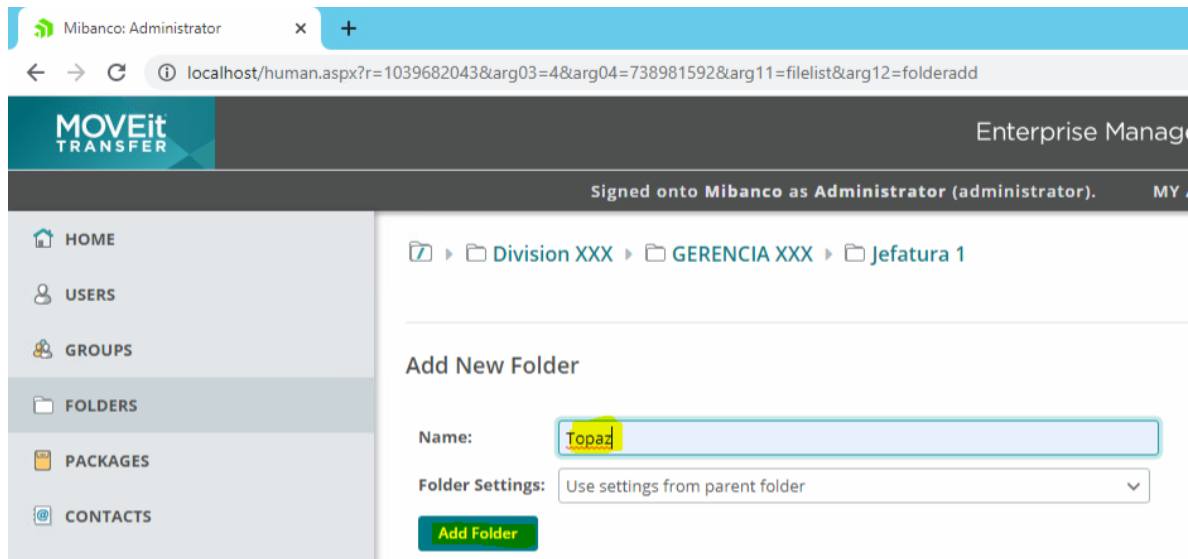 Mibanco: Administrator
localhost/human.aspx?r=1039682043&arg03=4&arg04=738981592&arg11=filelist&arg12=folderadd
MOVEit
TRANSFER
Enterprise Manag
Signed onto Mibanco as Administrator (administrator). MY
HOME
USERS
GROUPS
FOLDERS
PACKAGES
CONTACTS
Division XXX GERENCIA XXX Jefatura 1
Add New Folder
Name: Topaz
Folder Settings: Use settings from parent folder
Add Folder